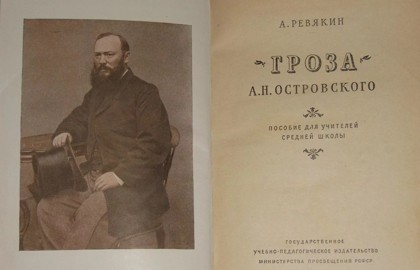 А. РЕВЯКИН
ГРОЗА
А.Н. ОСТРОВСКОГО
ПОСОБИЕ ДЛЯ УЧИТЕЛЕЙ
СРЕДНЕЙ ШКОЛЫ
ГОСУДАРСТВЕННОЕ
УЧЕБНО-ПЕДАГОГИЧЕСКОЕ ИЗДАТЕЛЬСТВО
МИНИСТЕРСТВА ПРОСВЕЩЕНИЯ РСФСР